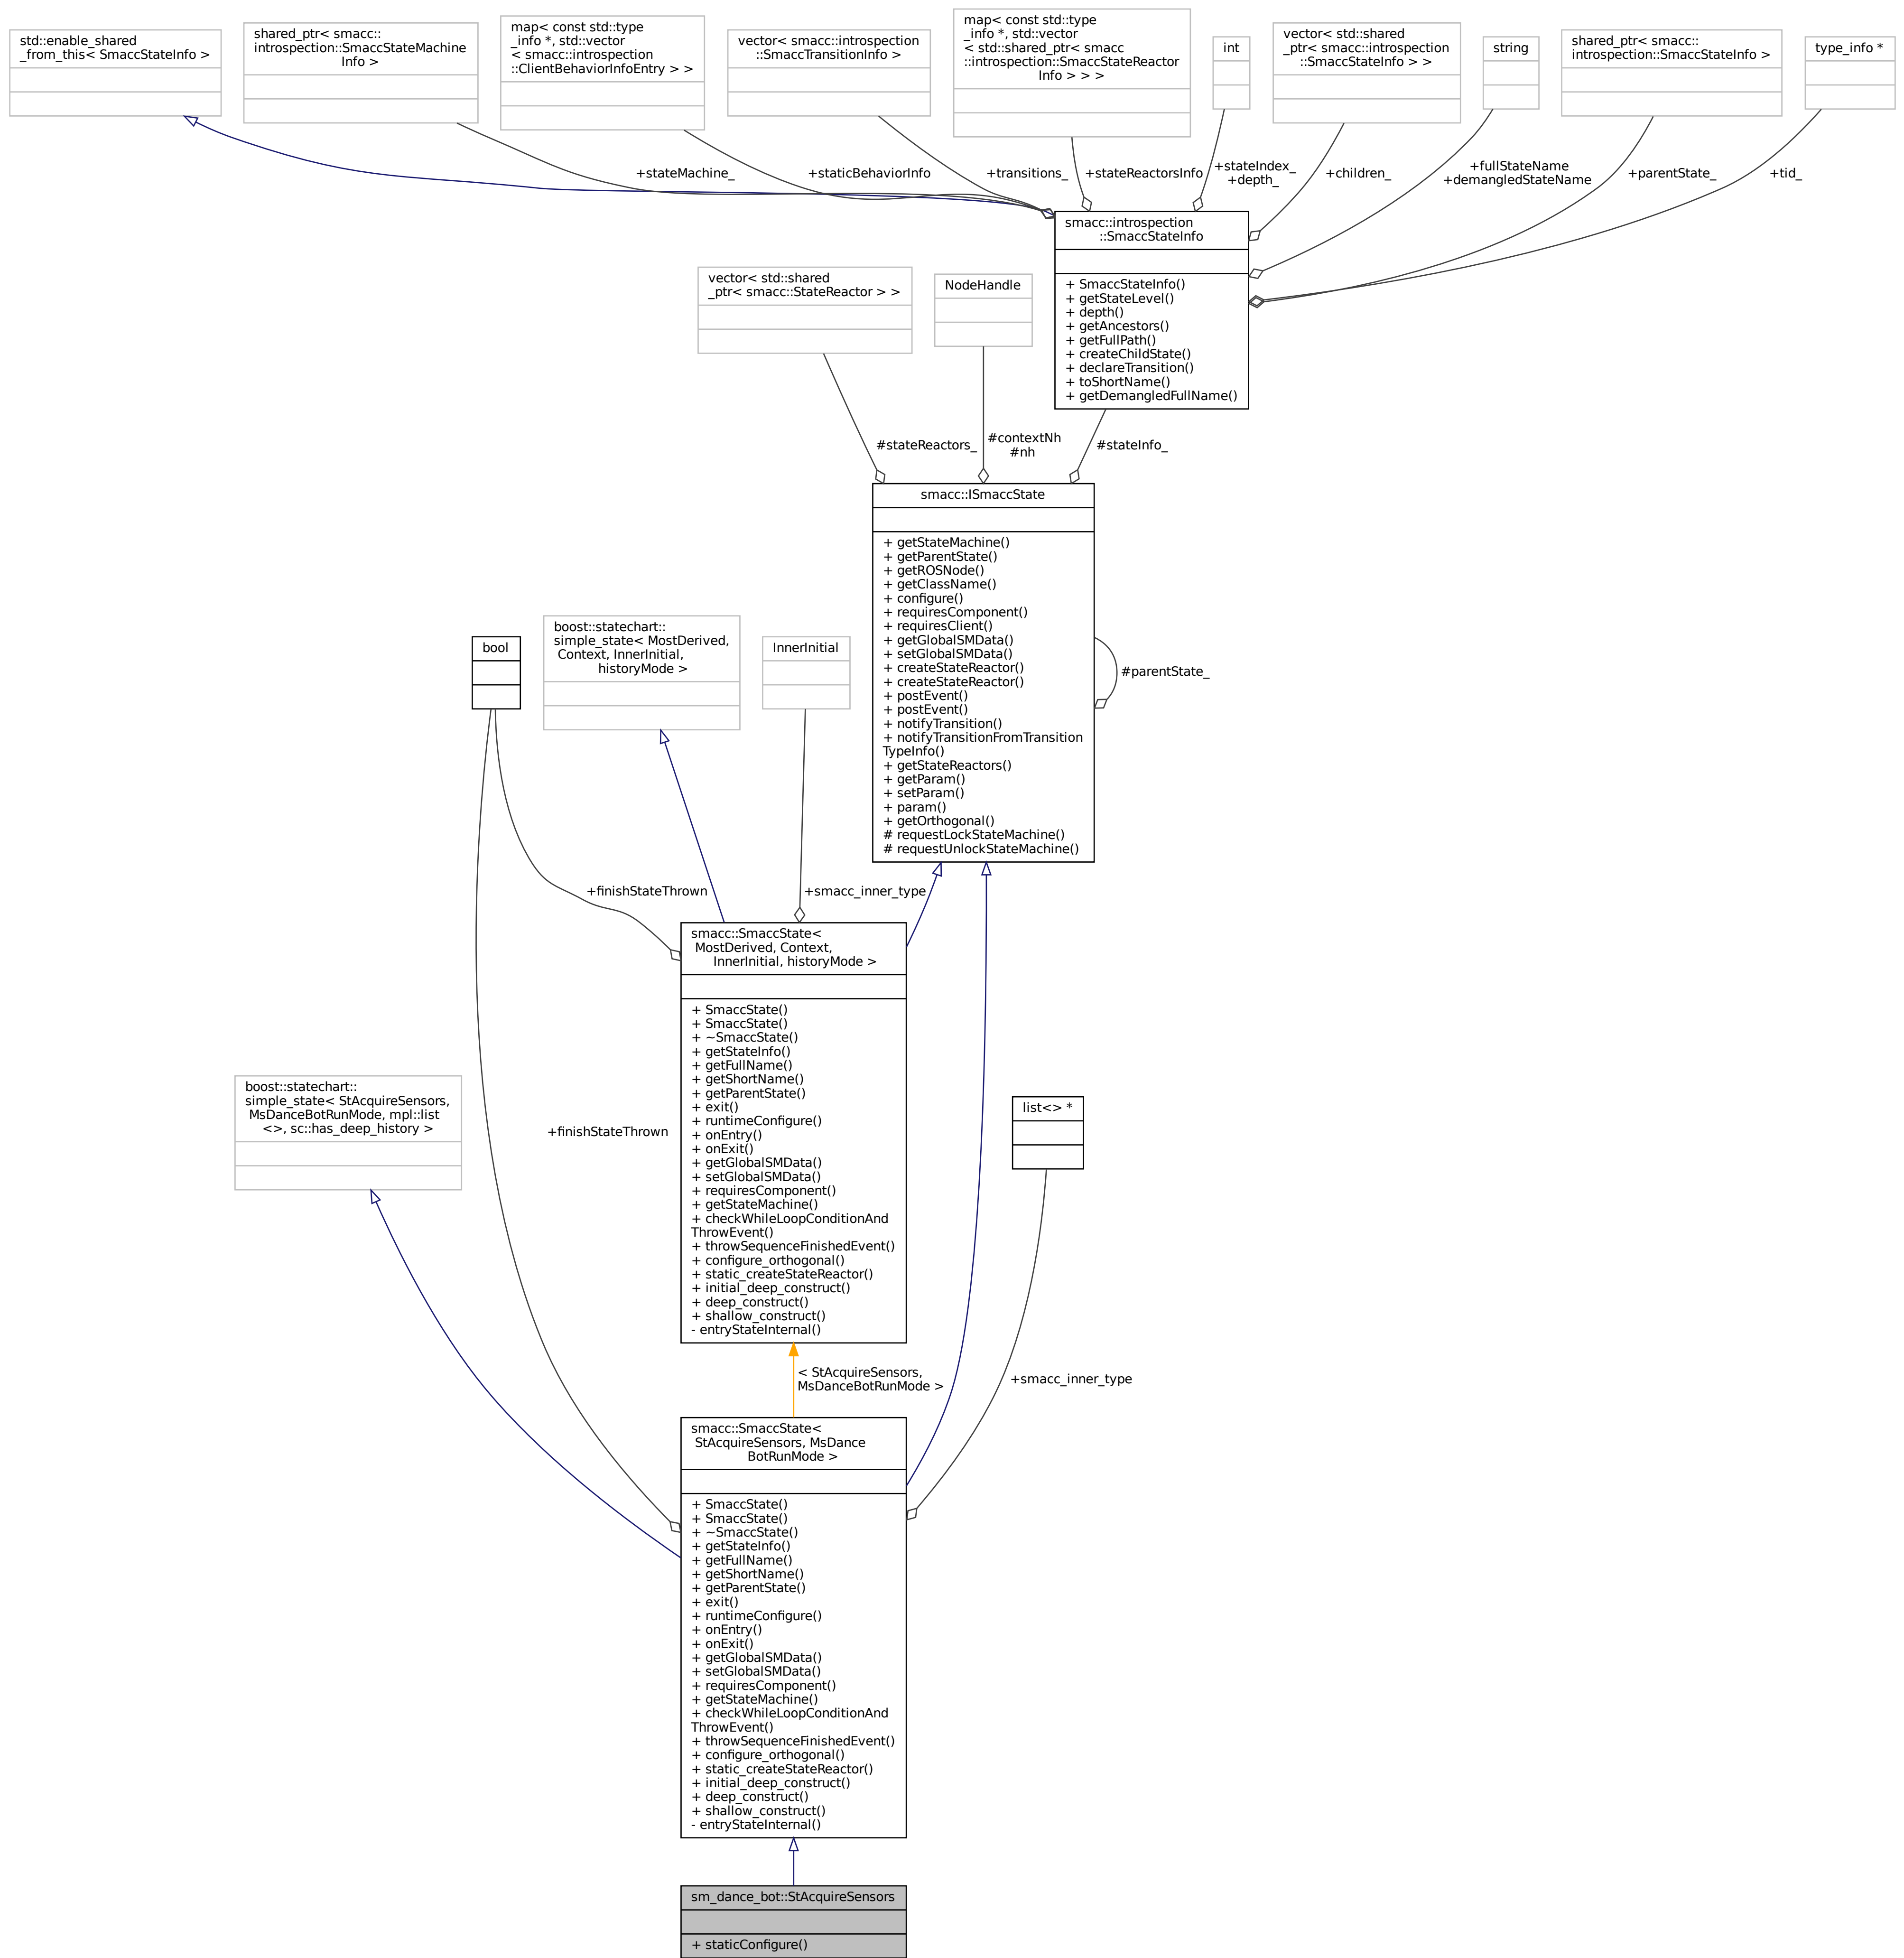 std::enable_shared
_from_this< SmaccStateInfo >
shared_ptr< smacc::
introspection::SmaccStateMachine
Info >
map< const std::type
_info *, std::vector
< smacc::introspection
::ClientBehaviorInfoEntry > >
vector< smacc::introspection
::SmaccTransitionInfo >
map< const std::type
_info *, std::vector
< std::shared_ptr< smacc
::introspection::SmaccStateReactor
Info > > >
int
vector< std::shared
_ptr< smacc::introspection
::SmaccStateInfo > >
string
shared_ptr< smacc::
introspection::SmaccStateInfo >
type_info *
+stateMachine_
+staticBehaviorInfo
+transitions_
+stateReactorsInfo
+stateIndex_
+depth_
+children_
+fullStateName
+demangledStateName
+parentState_
+tid_
smacc::introspection
::SmaccStateInfo
+ SmaccStateInfo()
+ getStateLevel()
+ depth()
+ getAncestors()
+ getFullPath()
+ createChildState()
+ declareTransition()
+ toShortName()
+ getDemangledFullName()
vector< std::shared
_ptr< smacc::StateReactor > >
NodeHandle
#stateReactors_
#contextNh
#nh
#stateInfo_
smacc::ISmaccState
+ getStateMachine()
+ getParentState()
+ getROSNode()
+ getClassName()
+ configure()
+ requiresComponent()
+ requiresClient()
+ getGlobalSMData()
+ setGlobalSMData()
+ createStateReactor()
+ createStateReactor()
+ postEvent()
+ postEvent()
+ notifyTransition()
+ notifyTransitionFromTransition
TypeInfo()
+ getStateReactors()
+ getParam()
+ setParam()
+ param()
+ getOrthogonal()
# requestLockStateMachine()
# requestUnlockStateMachine()
#parentState_
bool
boost::statechart::
simple_state< MostDerived,
Context, InnerInitial,
historyMode >
InnerInitial
+finishStateThrown
+smacc_inner_type
smacc::SmaccState<
MostDerived, Context,
InnerInitial, historyMode >
+ SmaccState()
+ SmaccState()
+ ~SmaccState()
+ getStateInfo()
+ getFullName()
+ getShortName()
+ getParentState()
+ exit()
+ runtimeConfigure()
+ onEntry()
+ onExit()
+ getGlobalSMData()
+ setGlobalSMData()
+ requiresComponent()
+ getStateMachine()
+ checkWhileLoopConditionAnd
ThrowEvent()
+ throwSequenceFinishedEvent()
+ configure_orthogonal()
+ static_createStateReactor()
+ initial_deep_construct()
+ deep_construct()
+ shallow_construct()
- entryStateInternal()
boost::statechart::
simple_state< StAcquireSensors,
MsDanceBotRunMode, mpl::list
<>, sc::has_deep_history >
+finishStateThrown
list<> *
< StAcquireSensors,
MsDanceBotRunMode >
+smacc_inner_type
smacc::SmaccState<
StAcquireSensors, MsDance
BotRunMode >
+ SmaccState()
+ SmaccState()
+ ~SmaccState()
+ getStateInfo()
+ getFullName()
+ getShortName()
+ getParentState()
+ exit()
+ runtimeConfigure()
+ onEntry()
+ onExit()
+ getGlobalSMData()
+ setGlobalSMData()
+ requiresComponent()
+ getStateMachine()
+ checkWhileLoopConditionAnd
ThrowEvent()
+ throwSequenceFinishedEvent()
+ configure_orthogonal()
+ static_createStateReactor()
+ initial_deep_construct()
+ deep_construct()
+ shallow_construct()
- entryStateInternal()
sm_dance_bot::StAcquireSensors
+ staticConfigure()